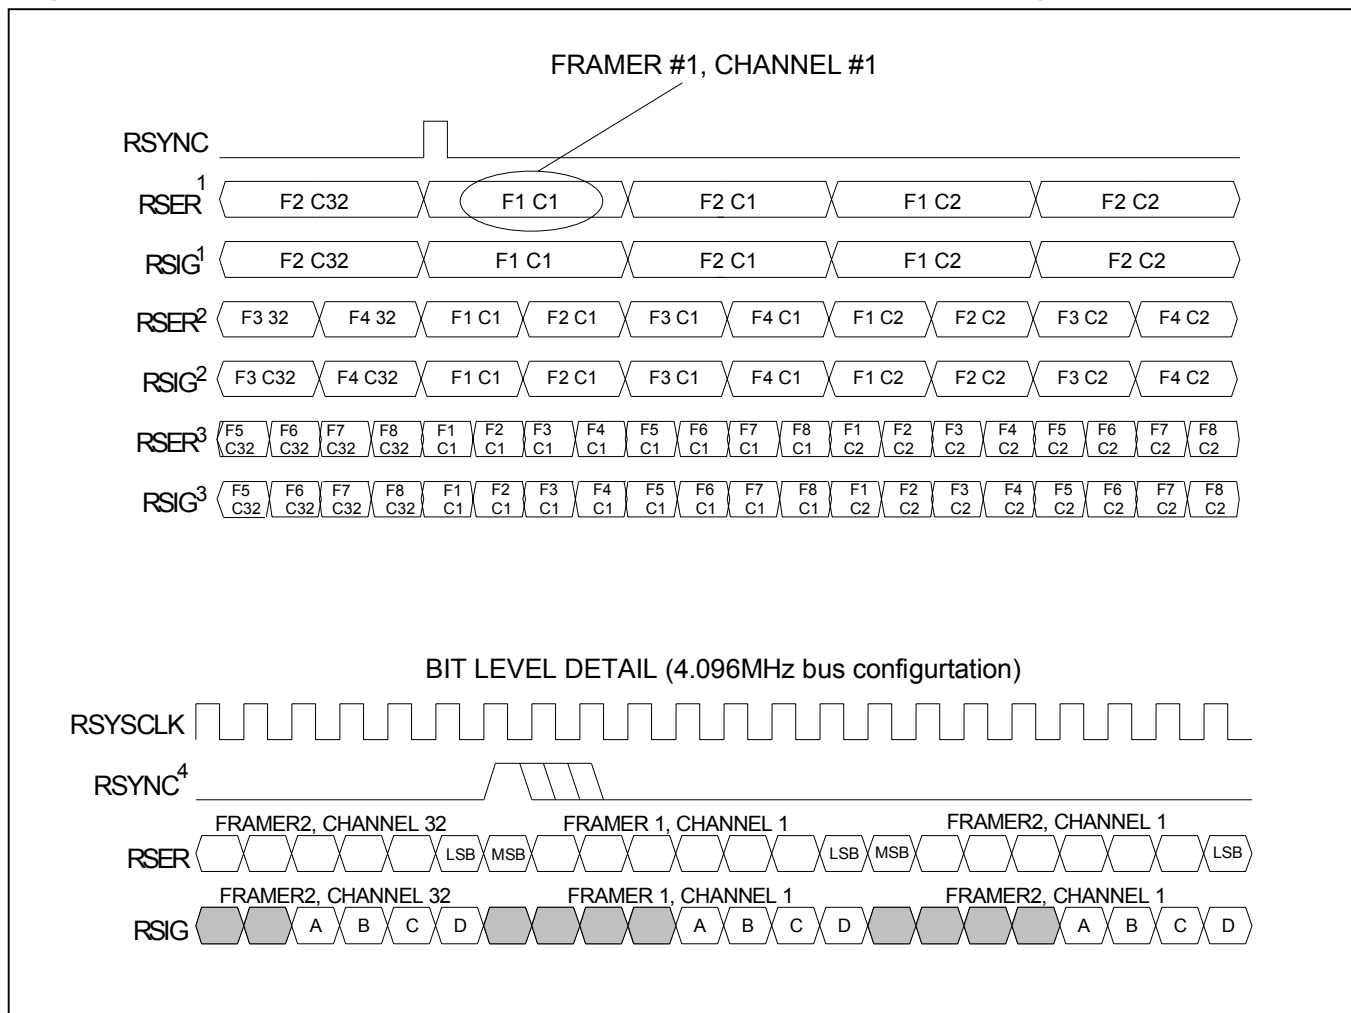 FRAMER #1, CHANNEL #1
RSYNC
RSER1 F2 C32 F1 C1 F2 C1 F1 C2 F2 C2
RSIG1 F2 C32 F1 C1 F2 C1 F1 C2 F2 C2
RSER2 F3 32 F4 32 F1 C1 F2 C1 F3 C1 F4 C1 F1 C2 F2 C2 F3 C2 F4 C2
RSIG2 F3 C32 F4 C32 F1 C1 F2 C1 F3 C1 F4 C1 F1 C2 F2 C2 F3 C2 F4 C2
F5 F6 F7 F8 F1 F2 F3 F4 F5 F6 F7 F8 F1 F2 F3 F4 F5 F6 F7 F8
RSER3 C32 C32 C32 C32 C1 C1 C1 C1 C1 C1 C1 C1 C2 C2 C2 C2 C2 C2 C2 C2
F5 F6 F7 F8 F1 F2 F3 F4 F5 F6 F7 F8 F1 F2 F3 F4 F5 F6 F7 F8
RSIG3 C32 C32 C32 C32 C1 C1 C1 C1 C1 C1 C1 C1 C2 C2 C2 C2 C2 C2 C2 C2
BIT LEVEL DETAIL (4.096MHz bus configurtation)
RSYSCLK
RSYNC4
FRAMER2, CHANNEL 32 FRAMER 1, CHANNEL 1 FRAMER2, CHANNEL 1
RSER LSB MSB LSB MSB LSB
FRAMER2, CHANNEL 32 FRAMER 1, CHANNEL 1 FRAMER2, CHANNEL 1
RSIG A B C D A B C D A B C D